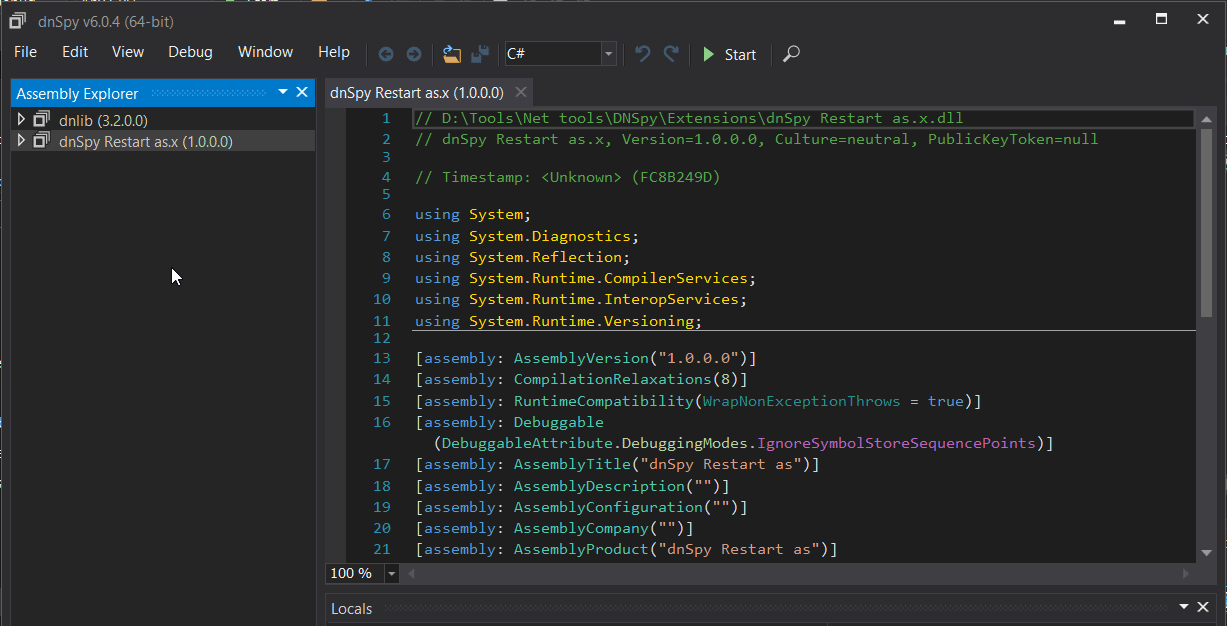 dnSpy v6.0.4 (64-bit)
File Edit View Debug Window Help C# Start
Assembly Explorer
dnlib (3.2.0.0)
dnSpy Restart as.x (1.0.0.0)
dnSpy Restart as.x (1.0.0.0)
1 // D:\Tools\Net tools\DNSpy\Extensions\dnSpy Restart as.x.dll
2 // dnSpy Restart as.x, Version=1.0.0.0, Culture=neutral, PublicKeyToken=null
3
4 // Timestamp: <Unknown> (FC8B249D)
5
6 using System;
7 using System.Diagnostics;
8 using System.Reflection;
9 using System.Runtime.CompilerServices;
10 using System.Runtime.InteropServices;
11 using System.Runtime.Versioning;
12
13 [assembly: AssemblyVersion("1.0.0.0")]
14 [assembly: CompilationRelaxations(8)]
15 [assembly: RuntimeCompatibility(WrapNonExceptionThrows = true)]
16 [assembly: Debuggable
(DebuggableAttribute.DebuggingModes.IgnoreSymbolStoreSequencePoints)]
17 [assembly: AssemblyTitle("dnSpy Restart as")]
18 [assembly: AssemblyDescription("")]
19 [assembly: AssemblyConfiguration("")]
20 [assembly: AssemblyCompany("")]
21 [assembly: AssemblyProduct("dnSpy Restart as")]
100 %
Locals